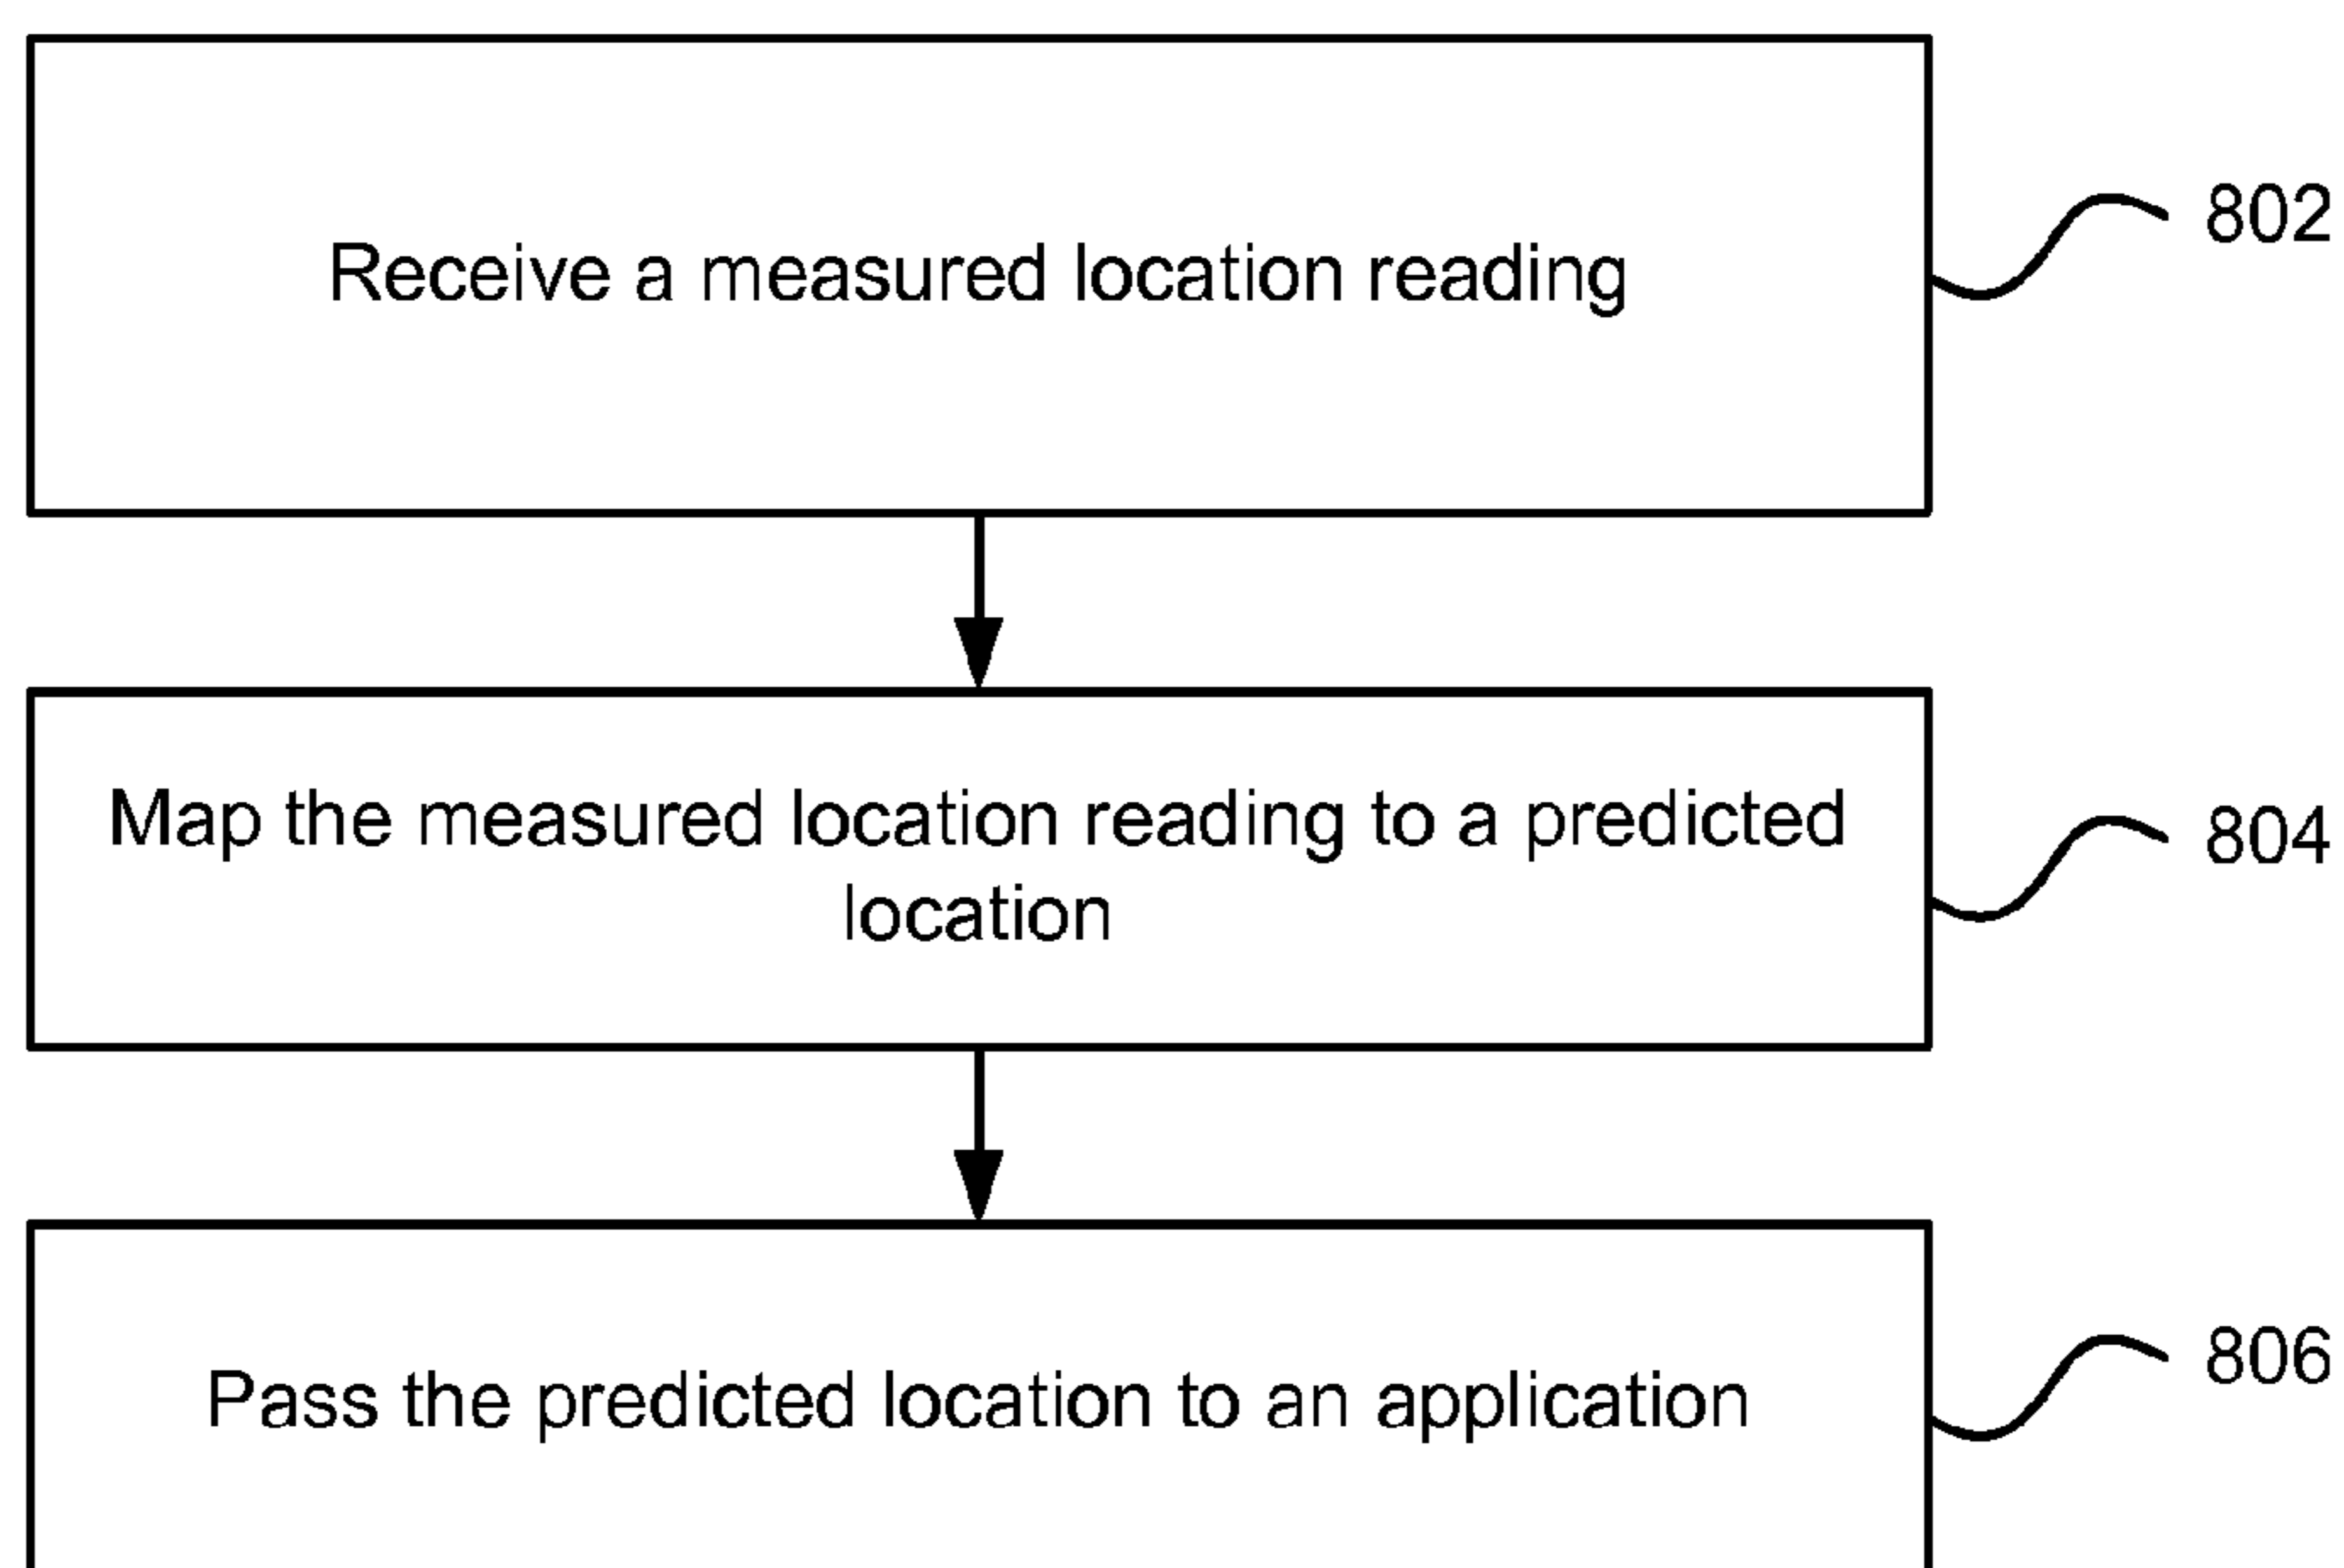 Receive a measured location reading
802
Map the measured location reading to a predicted
location
804
Pass the predicted location to an application
806